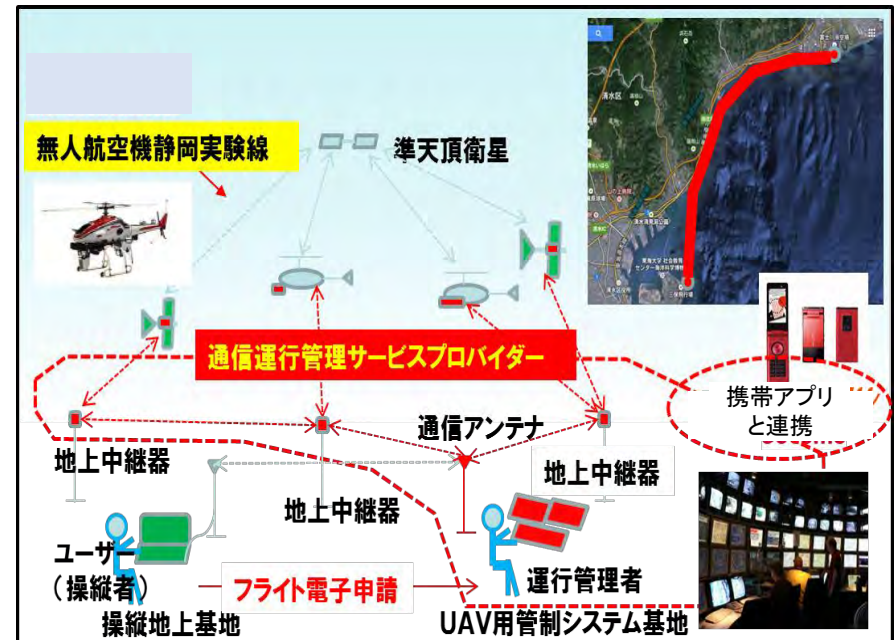 無人航空機静岡実験線
準天頂衛星
清水区
通信運行管理サービスプロバイダー
携帯アプリ
と連携
通信アンテナ
地上中継器
地上中継器
地上中継器
ユーザー
（操縦者）
フライト電子申請
運行管理者
操縦地上基地
UAV用管制システム基地